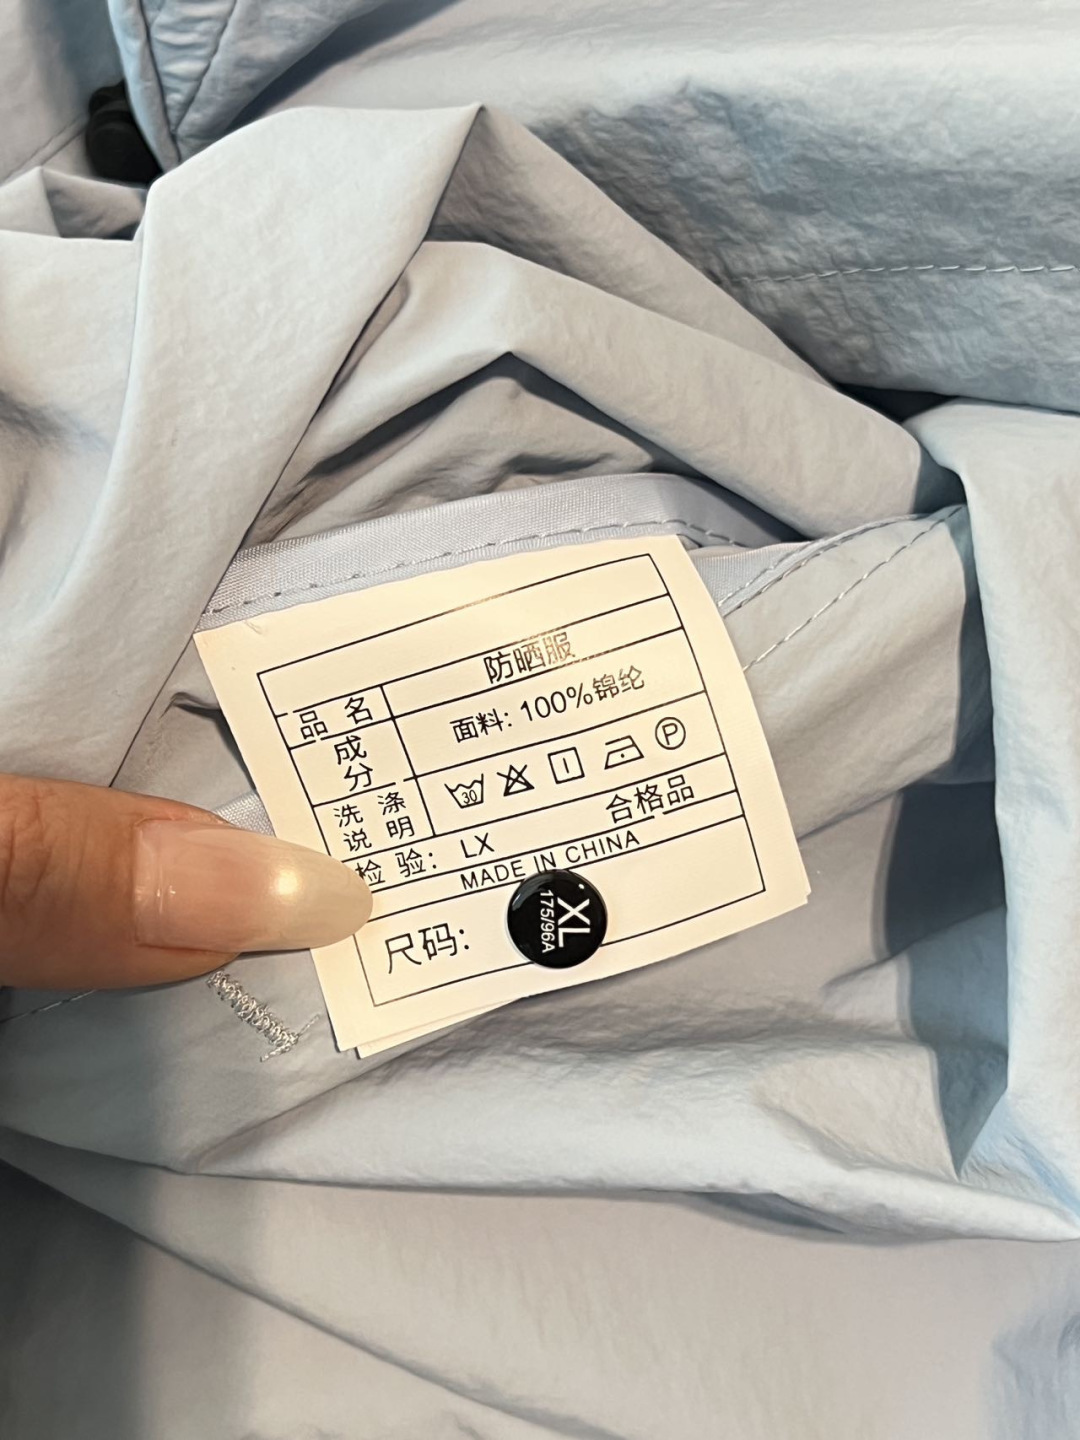 防晒服
品名
面料: 100%锦纶
成分
30
P
洗涤说明
合格品
检验: LX
MADE IN CHINA
尺码:
XL
175/96A